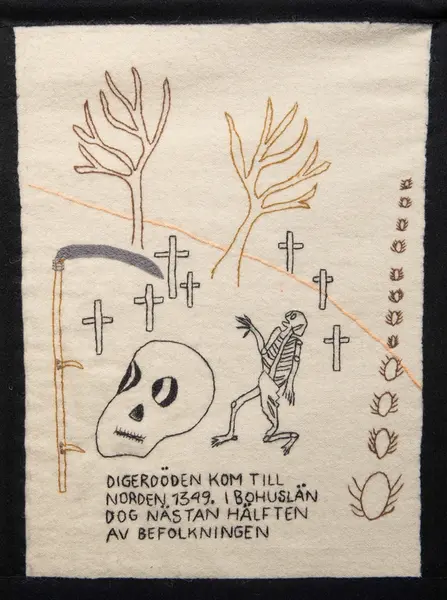 DIGERDÖDEN KOM TILL
NORDEN 1349. I BOHUSLÄN
DOG NÄSTAN HÄLFTEN
AV BEFOLKNINGEN